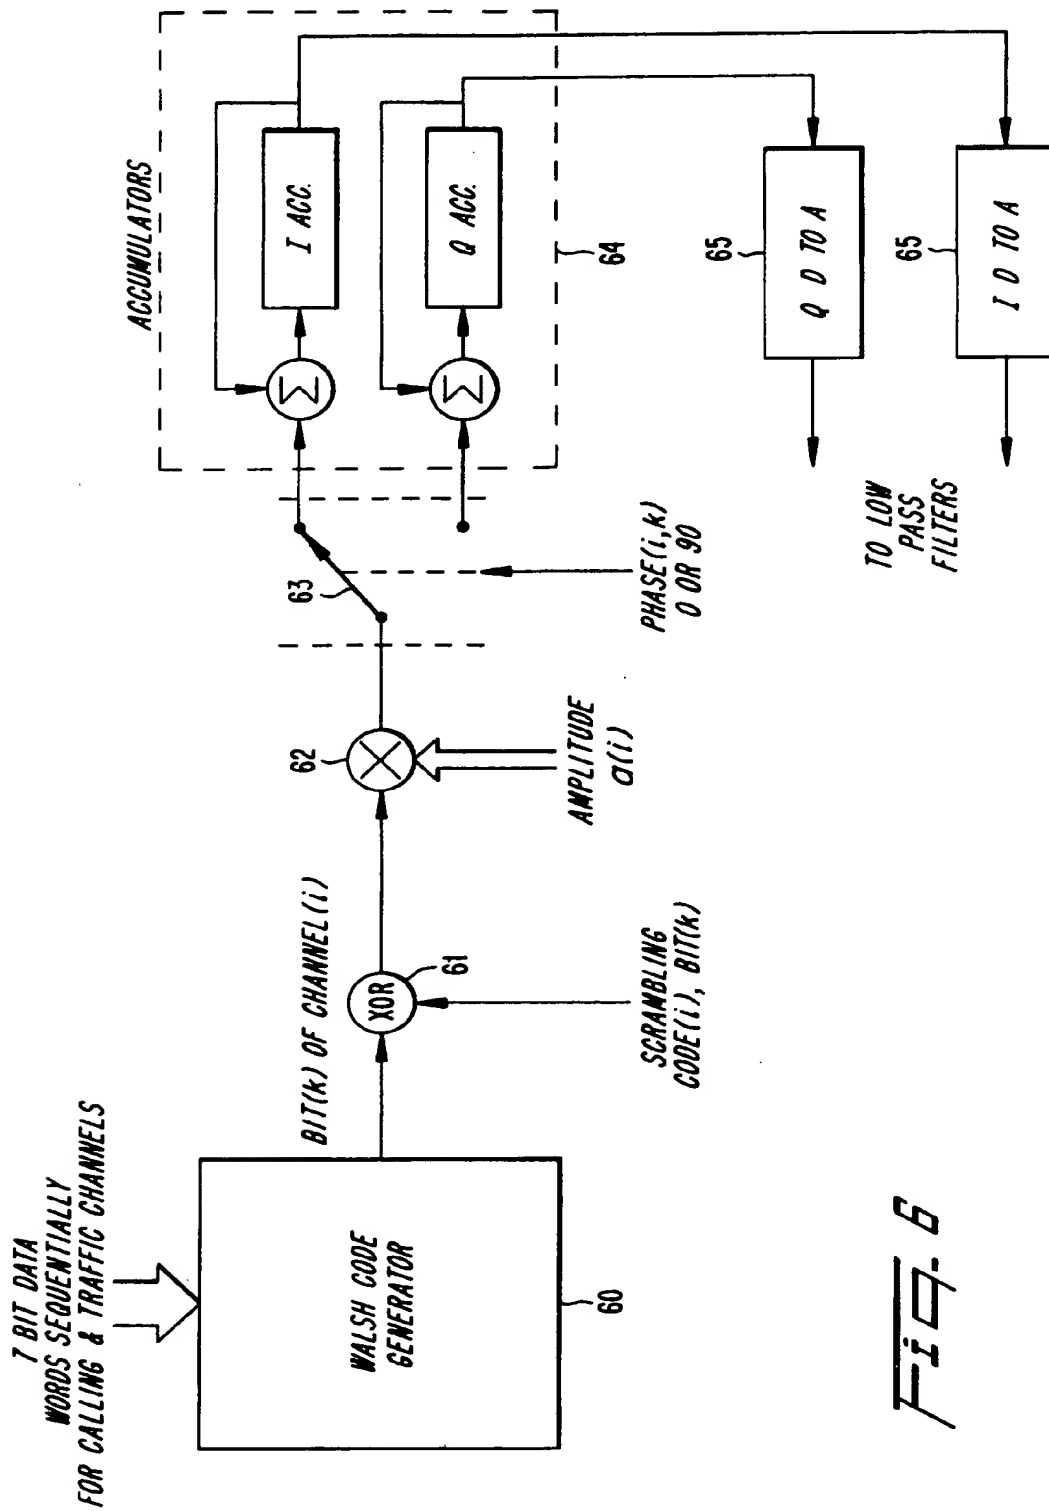 7 BIT DATA
WORDS SEQUENTIALLY
FOR CALLING & TRAFFIC CHANNELS
WALSH CODE
GENERATOR
60
BIT(k) OF CHANNEL(i)
XOR
61
SCRAMBLING
CODE(i), BIT(k)
62
AMPLITUDE
a(i)
63
PHASE(i,k)
0 OR 90
ACCUMULATORS
Σ
I ACC.
Σ
Q ACC.
64
65
Q D TO A
65
I D TO A
TO LOW
PASS
FILTERS
Fig. 6